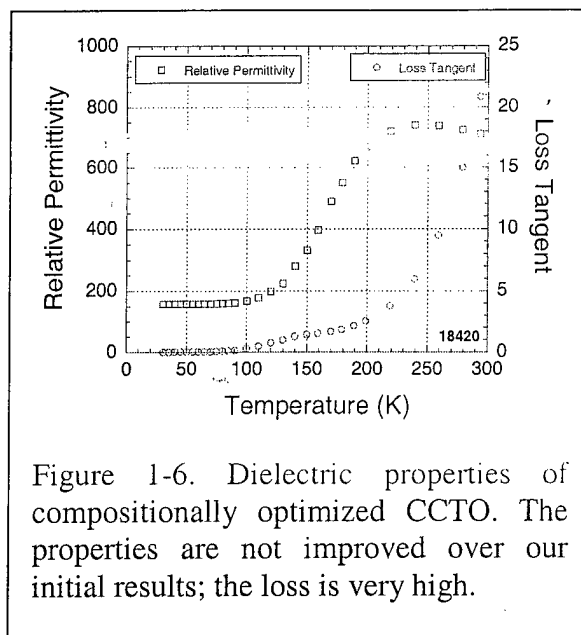 1000
800
600
400
200
0
Relative Permittivity
Relative Permittivity
Loss Tangent
25
20
15
10
5
0
Loss Tangent
18420
0
50
100
150
200
250
300
Temperature (K)
Figure 1-6. Dielectric properties of
compositionally optimized CCTO. The
properties are not improved over our
initial results; the loss is very high.